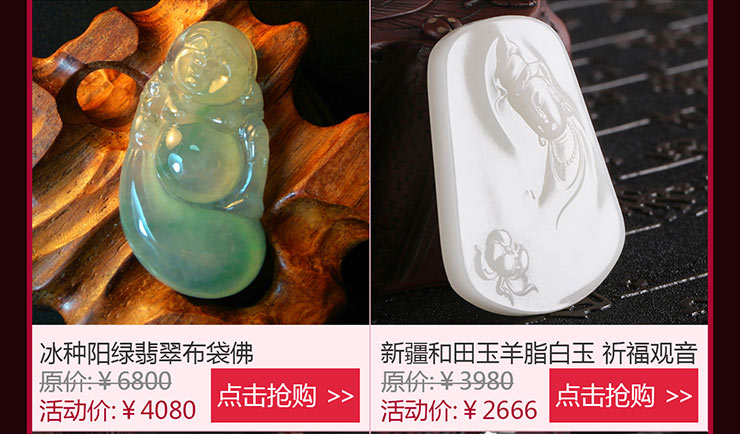 冰种阳绿翡翠布袋佛
原价:￥6800
活动价:￥4080
点击抢购 >>
新疆和田玉羊脂白玉 祈福观音
原价:￥3980
活动价:￥2666
点击抢购 >>